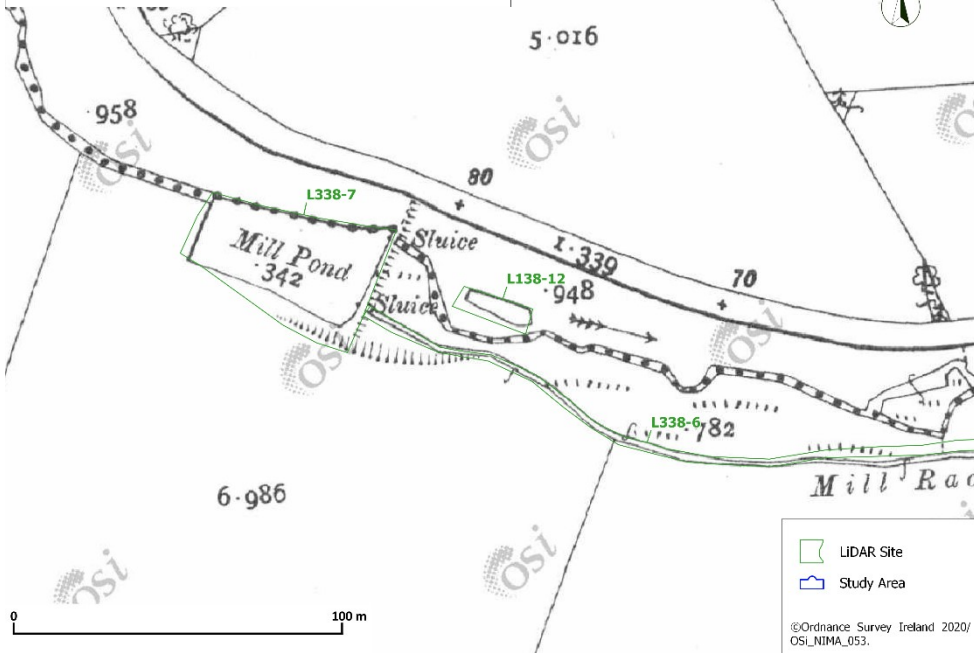 5·016
·958
80
L338-7
Sluice
Mill Pond
·342
1·339
70
L138-12
·948
Sluice
L338-6
·782
6·986
Mill Rac
LiDAR Site
Study Area
0 100 m
©Ordnance Survey Ireland 2020/
OSi_NIMA_053.
osi
osi
osi
osi
osi
osi
osi